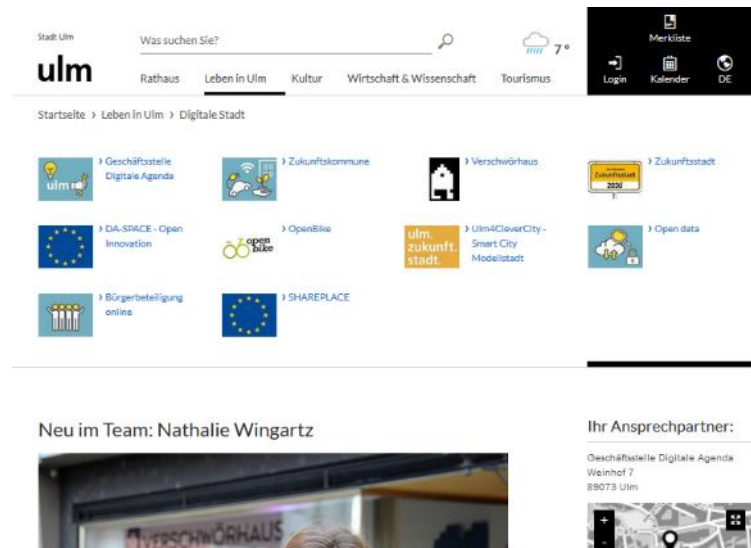 Stadt Ulm
ulm
Was suchen Sie?
7°
Merkliste
Login
Kalender
DE
Rathaus
Leben in Ulm
Kultur
Wirtschaft & Wissenschaft
Tourismus
Startseite › Leben in Ulm › Digitale Stadt
ulm
› Geschäftsstelle
Digitale Agenda
› Zukunftskommune
› Verschwörhaus
Zukunftsstadt
2030
› Zukunftsstadt
› DA-SPACE - Open
Innovation
open
bike
› OpenBike
ulm.
zukunft.
stadt.
› Ulm4CleverCity -
Smart City
Modellstadt
› Open data
› Bürgerbeteiligung
online
› SHAREPLACE
Neu im Team: Nathalie Wingartz
VERSCHWÖRHAUS
Ihr Ansprechpartner:
Geschäftsstelle Digitale Agenda
Weinhof 7
89073 Ulm
+
-